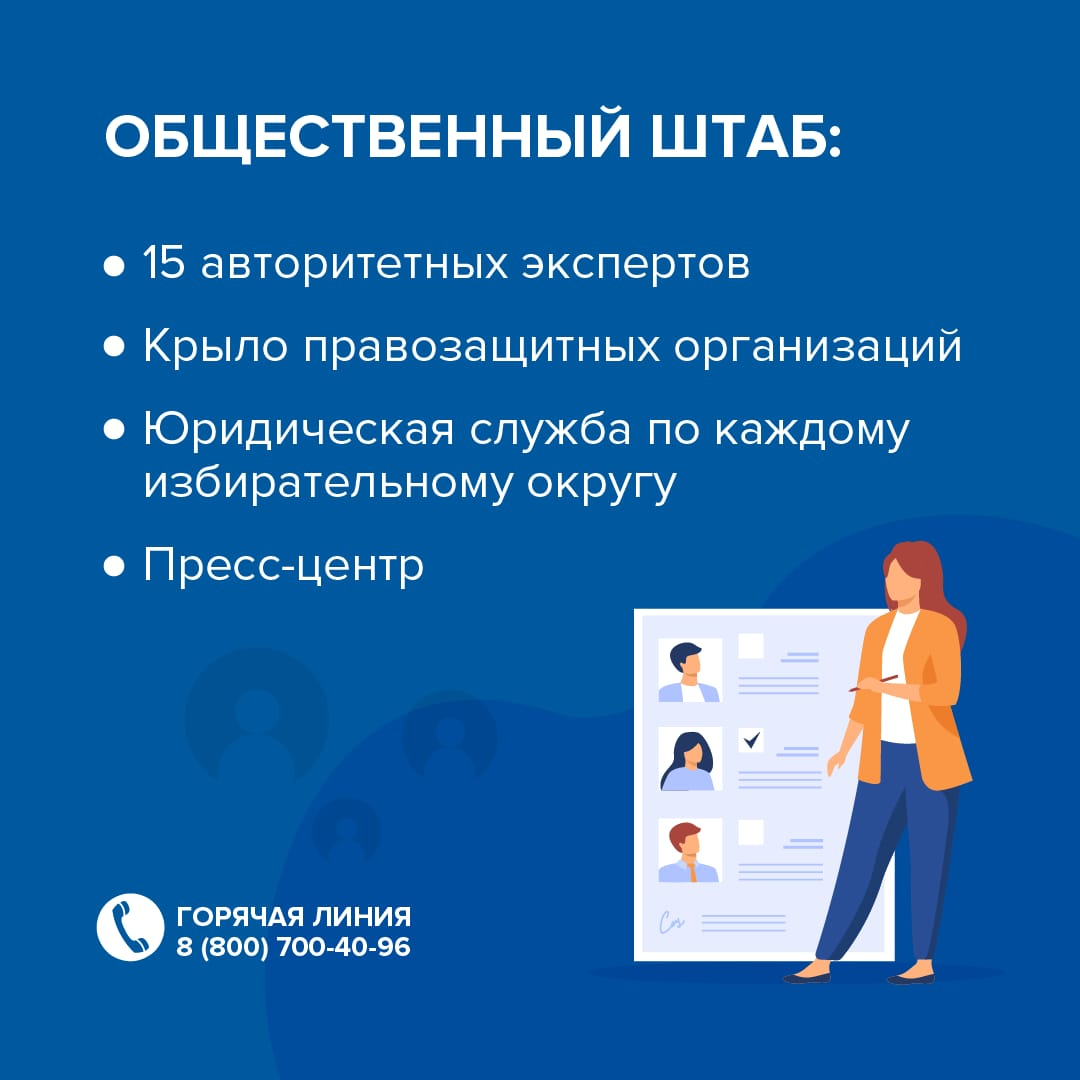 ОБЩЕСТВЕННЫЙ ШТАБ:
15 авторитетных экспертов
Крыло правозащитных организаций
Юридическая служба по каждому
избирательному округу
Пресс-центр
ГОРЯЧАЯ ЛИНИЯ
8 (800) 700-40-96